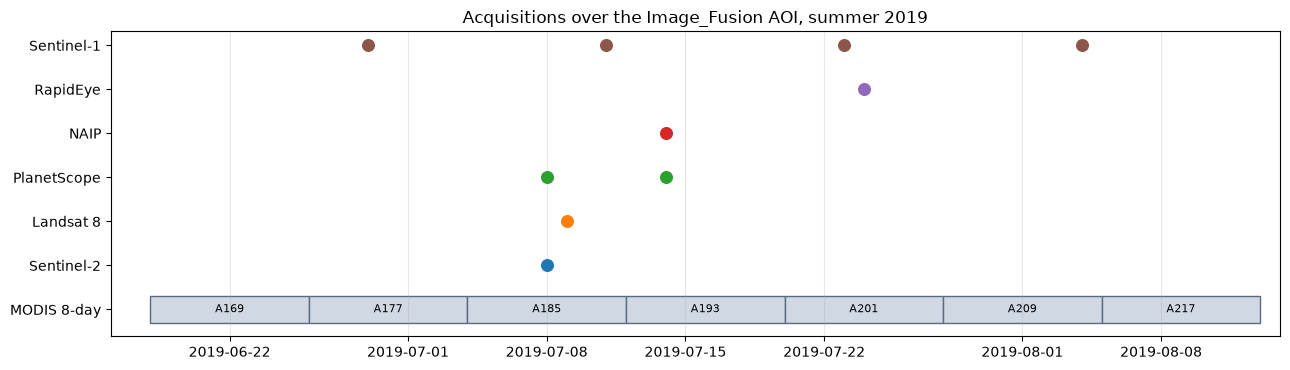 Acquisitions over the Image_Fusion AOI, summer 2019
Sentinel-1
RapidEye
NAIP
PlanetScope
Landsat 8
Sentinel-2
MODIS 8-day
A169 A177 A185 A193 A201 A209 A217
2019-06-22 2019-07-01 2019-07-08 2019-07-15 2019-07-22 2019-08-01 2019-08-08